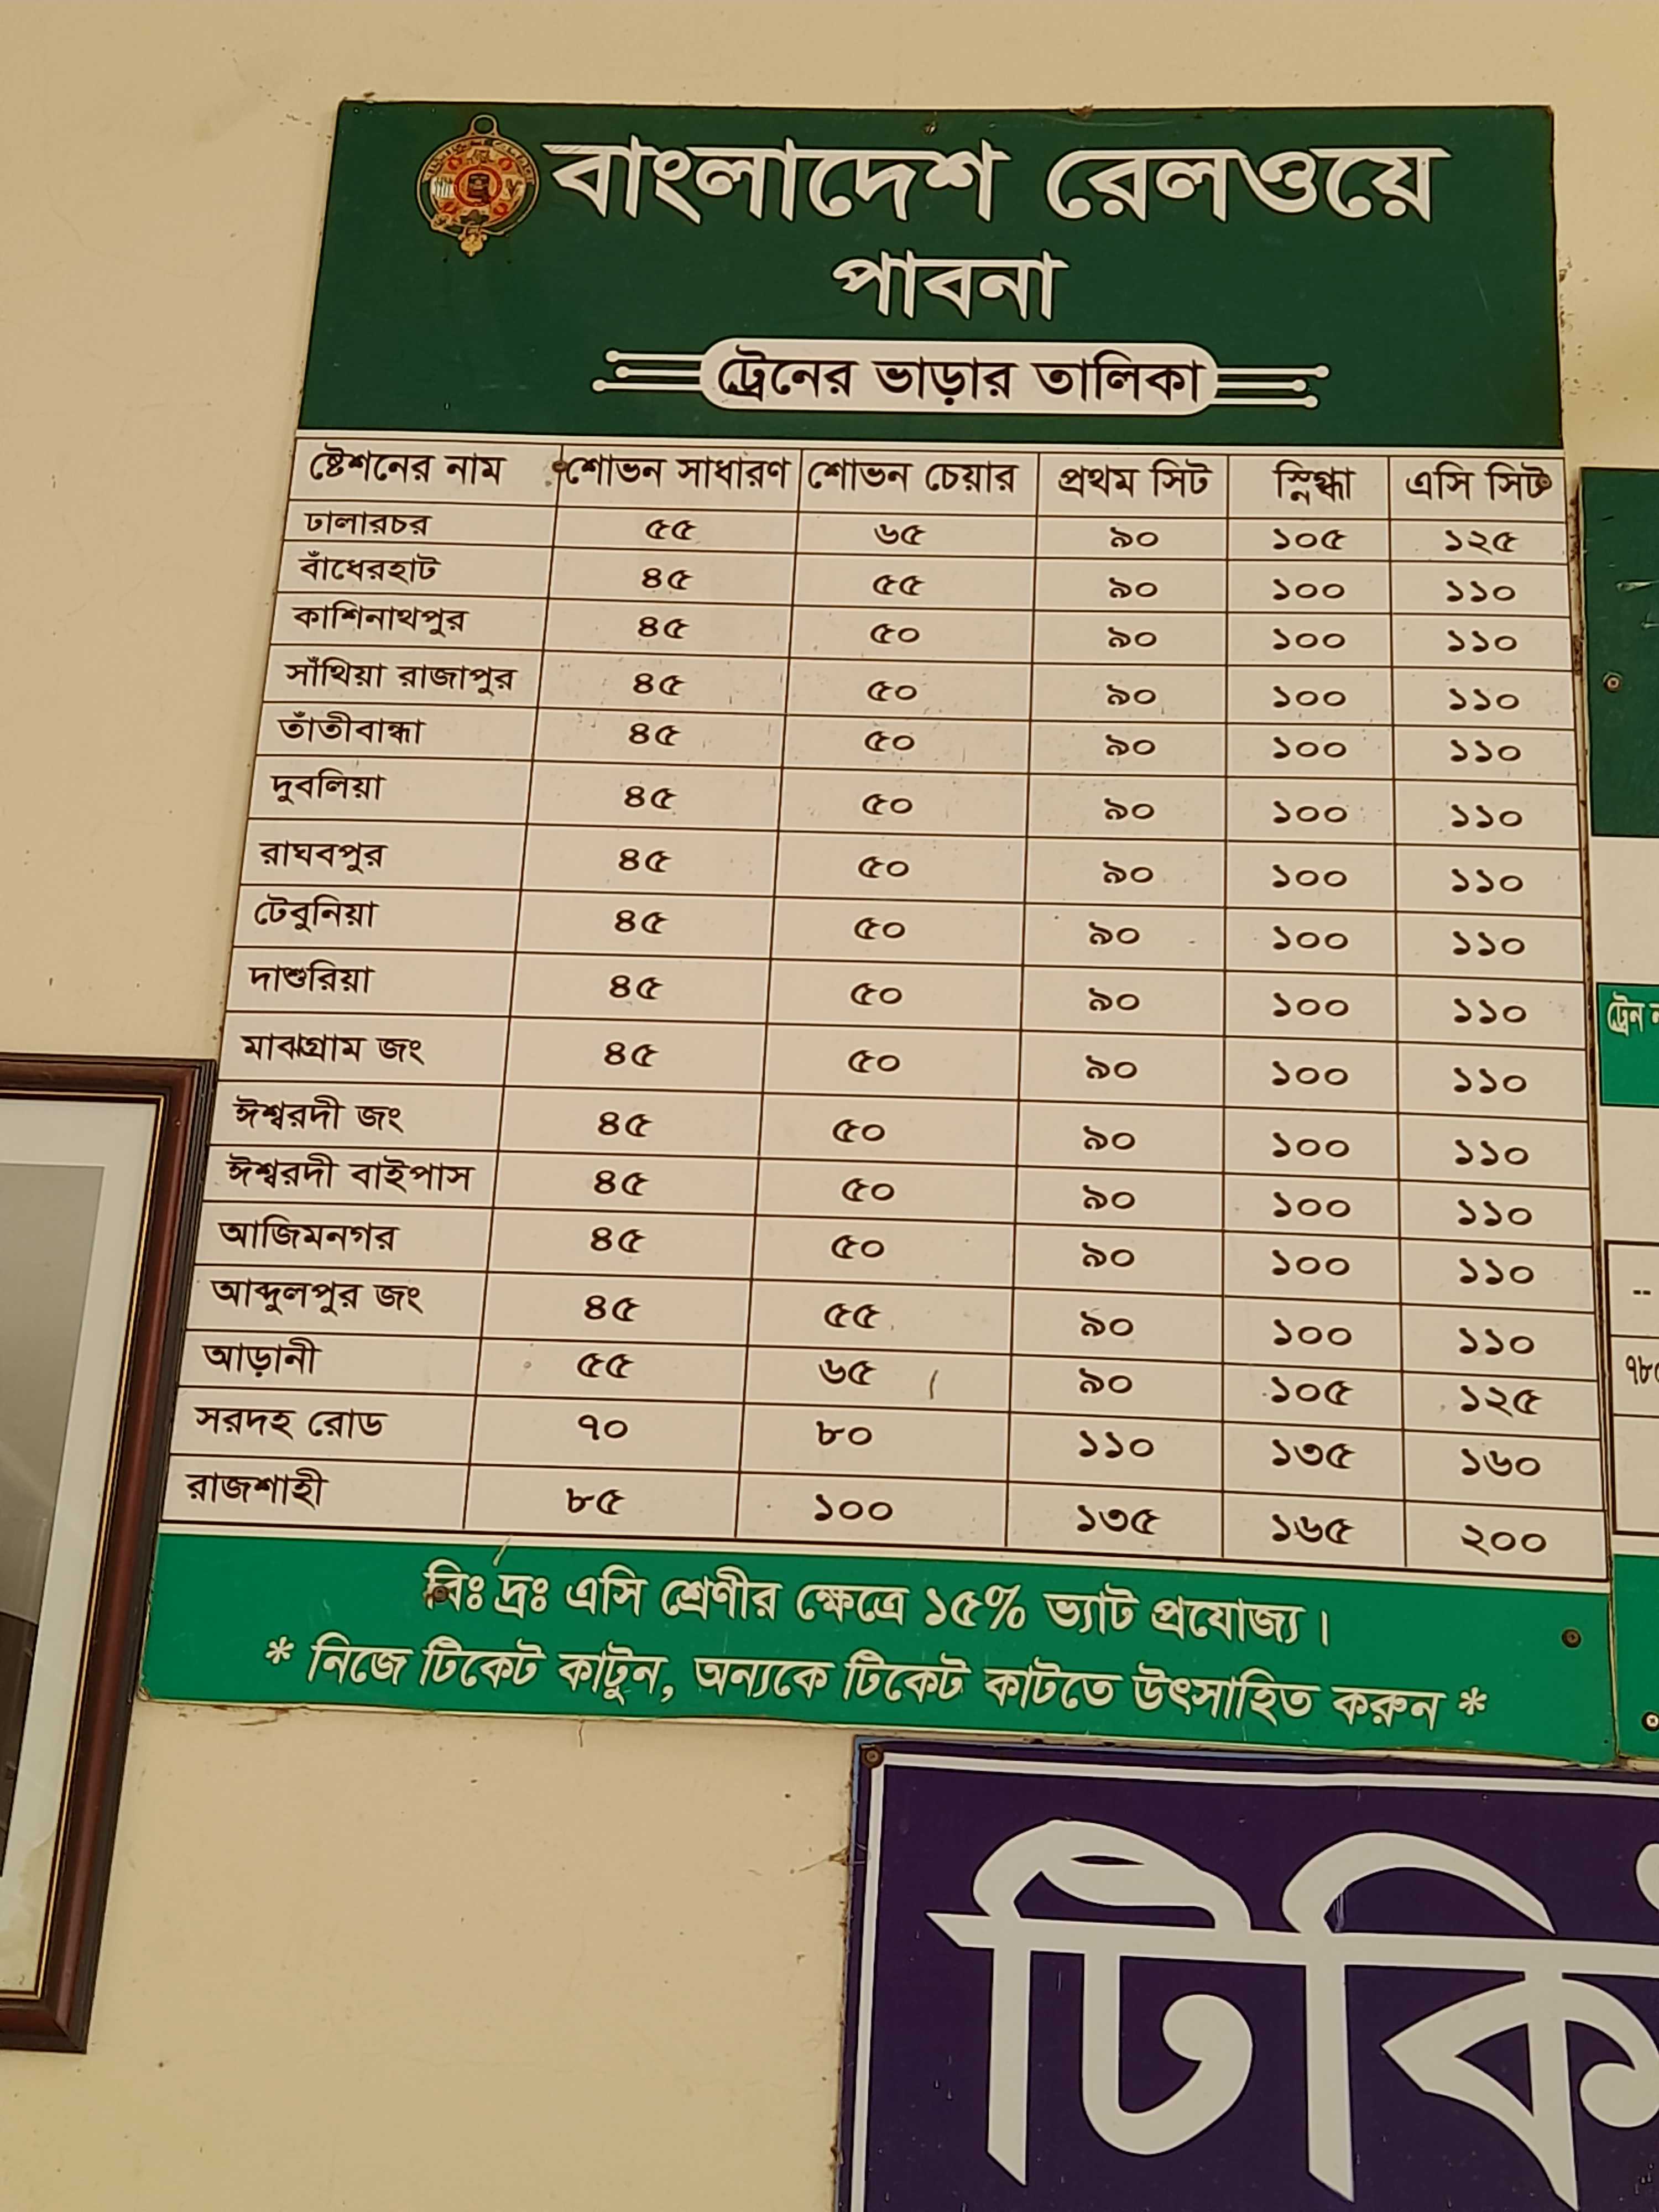 বাংলাদেশ রেলওয়ে
পাবনা
ট্রেনের ভাড়ার তালিকা
ষ্টেশনের নাম শোভন সাধারণ শোভন চেয়ার প্রথম সিট স্নিগ্ধা এসি সিট
ঢালারচর ৫৫ ৬৫ ৯০ ১০৫ ১২৫
বাঁধেরহাট ৪৫ ৫৫ ৯০ ১০০ ১১০
কাশিনাথপুর ৪৫ ৫০ ৯০ ১০০ ১১০
সাঁথিয়া রাজাপুর ৪৫ ৫০ ৯০ ১০০ ১১০
তাঁতীবান্ধা ৪৫ ৫০ ৯০ ১০০ ১১০
দুবলিয়া ৪৫ ৫০ ৯০ ১০০ ১১০
রাঘবপুর ৪৫ ৫০ ৯০ ১০০ ১১০
টেবুনিয়া ৪৫ ৫০ ৯০ ১০০ ১১০
দাশুরিয়া ৪৫ ৫০ ৯০ ১০০ ১১০
মাঝগ্রাম জং ৪৫ ৫০ ৯০ ১০০ ১১০
ঈশ্বরদী জং ৪৫ ৫০ ৯০ ১০০ ১১০
ঈশ্বরদী বাইপাস ৪৫ ৫০ ৯০ ১০০ ১১০
আজিমনগর ৪৫ ৫০ ৯০ ১০০ ১১০
আব্দুলপুর জং ৪৫ ৫৫ ৯০ ১০০ ১১০
আড়ানী ৫৫ ৬৫ ৯০ ১০৫ ১২৫
সরদহ রোড ৭০ ৮০ ১১০ ১৩৫ ১৬০
রাজশাহী ৮৫ ১০০ ১৩৫ ১৬৫ ২০০
বিঃ দ্রঃ এসি শ্রেণীর ক্ষেত্রে ১৫% ভ্যাট প্রযোজ্য।
* নিজে টিকেট কাটুন, অন্যকে টিকেট কাটতে উৎসাহিত করুন *
ট্রেন
--
টিকি